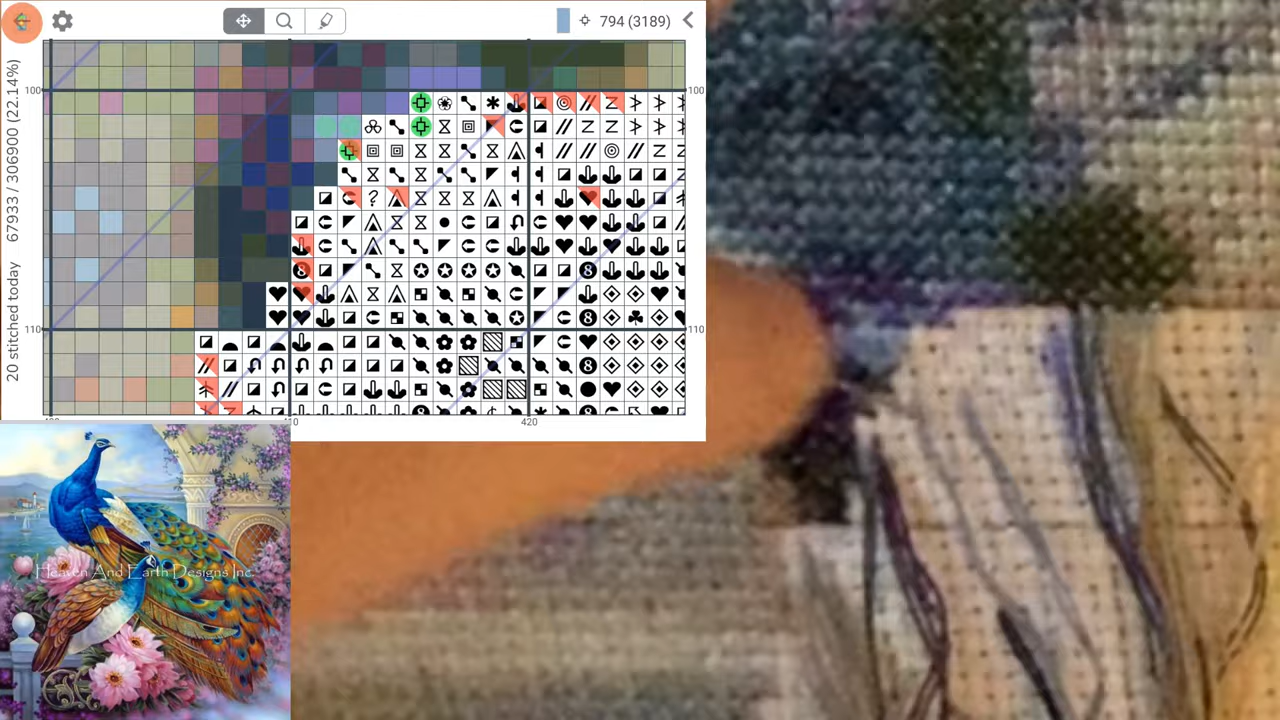 794 (3189)
20 stitched today 67933 / 306900 (22.14%)
100 100
110 110
420
Heaven And Earth Designs Inc.